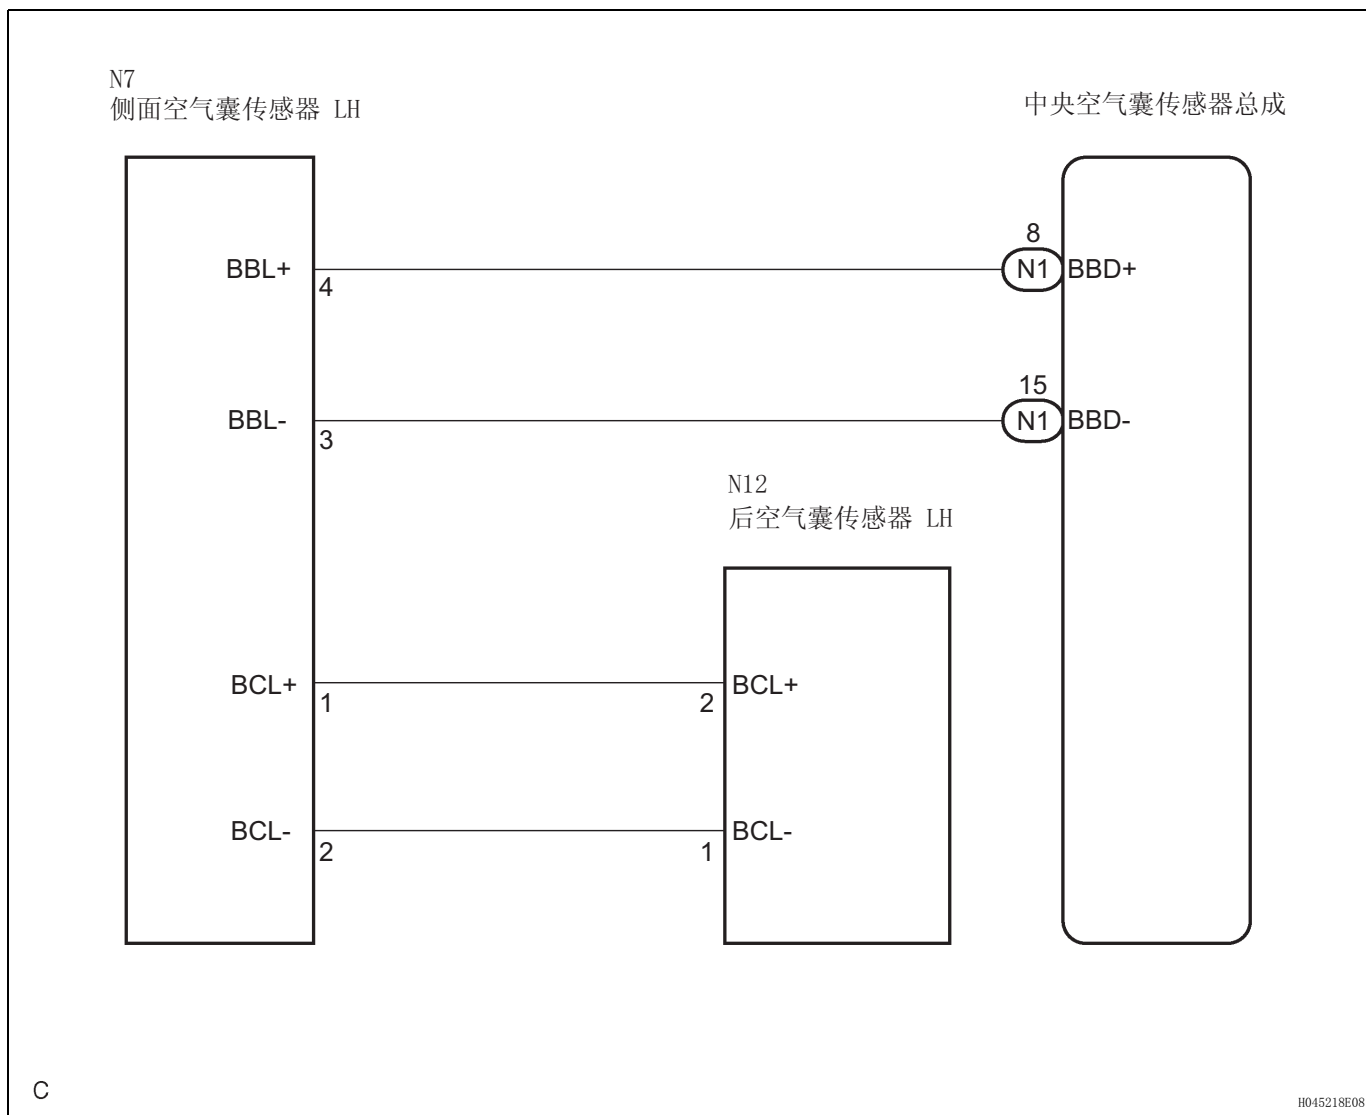 N7
侧面空气囊传感器 LH
中央空气囊传感器总成
8
BBL+
4
N1
BBD+
15
BBL-
3
N1
BBD-
N12
后空气囊传感器 LH
BCL+
1
2
BCL+
BCL-
2
1
BCL-
C
H045218E08